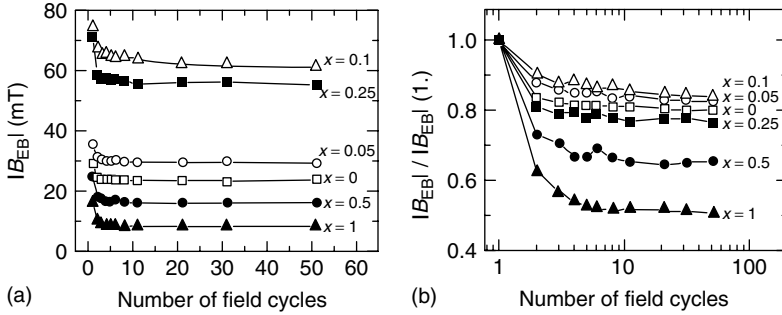 80
60
40
20
0
|B_EB| (mT)
x = 0.1
x = 0.25
x = 0.05
x = 0
x = 0.5
x = 1
0 10 20 30 40 50 60
(a) Number of field cycles
1.0
0.8
0.6
0.4
|B_EB| / |B_EB| (1.)
x = 0.1
x = 0.05
x = 0
x = 0.25
x = 0.5
x = 1
1 10 100
(b) Number of field cycles